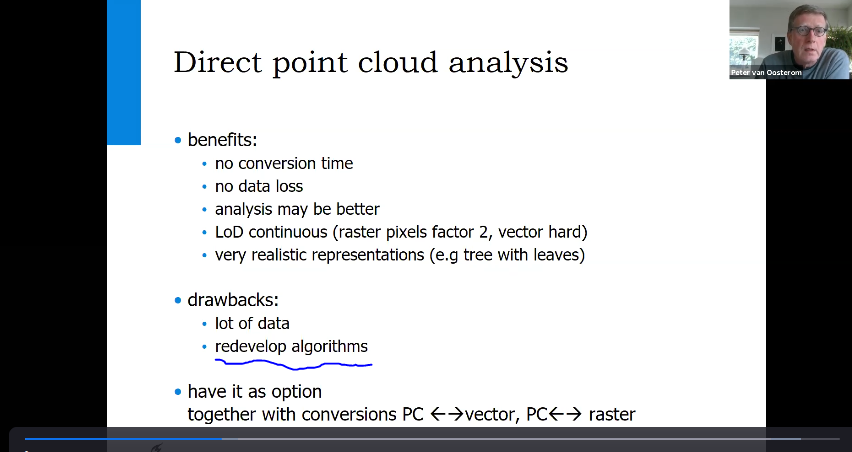 Direct point cloud analysis
Peter van Oosterom
• benefits:
• no conversion time
• no data loss
• analysis may be better
• LoD continuous (raster pixels factor 2, vector hard)
• very realistic representations (e.g tree with leaves)
• drawbacks:
• lot of data
• redevelop algorithms
• have it as option
together with conversions PC ←→vector, PC←→ raster